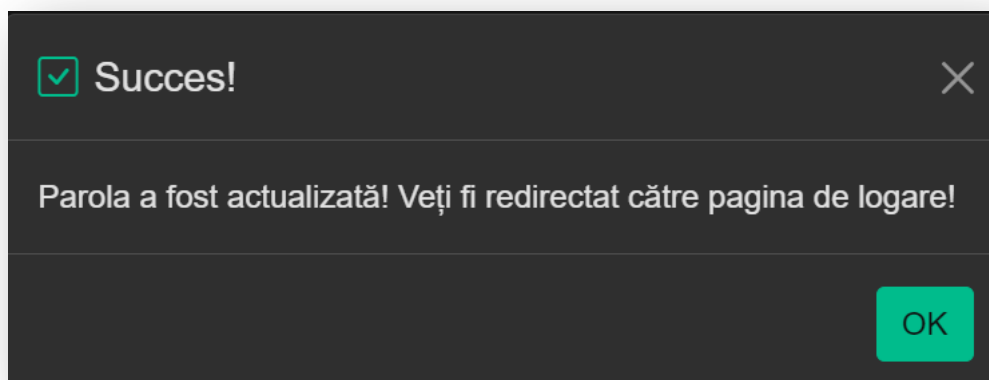 Succes!
Parola a fost actualizată! Veți fi redirectat către pagina de logare!
OK